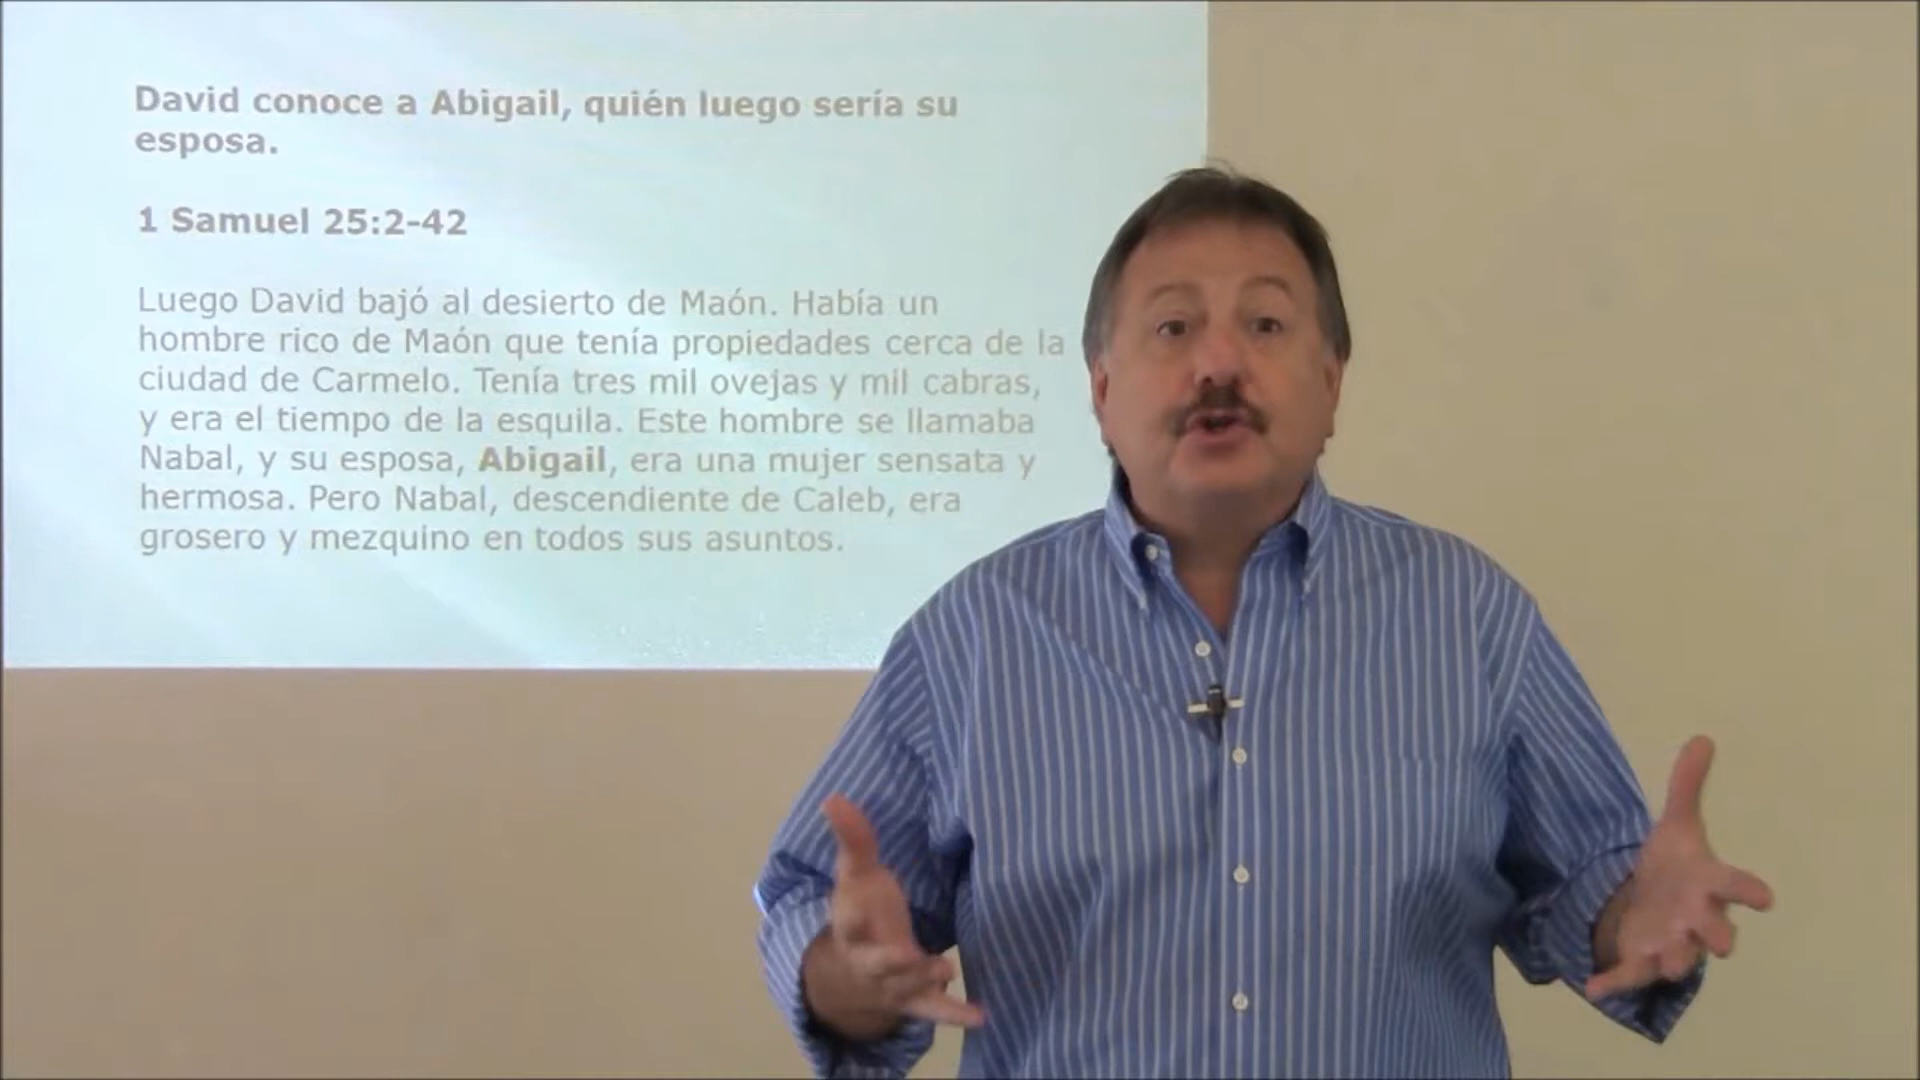 David conoce a Abigail, quién luego sería su
esposa.
1 Samuel 25:2-42
Luego David bajó al desierto de Maón. Había un
hombre rico de Maón que tenía propiedades cerca de la
ciudad de Carmelo. Tenía tres mil ovejas y mil cabras,
y era el tiempo de la esquila. Este hombre se llamaba
Nabal, y su esposa, Abigail, era una mujer sensata y
hermosa. Pero Nabal, descendiente de Caleb, era
grosero y mezquino en todos sus asuntos.